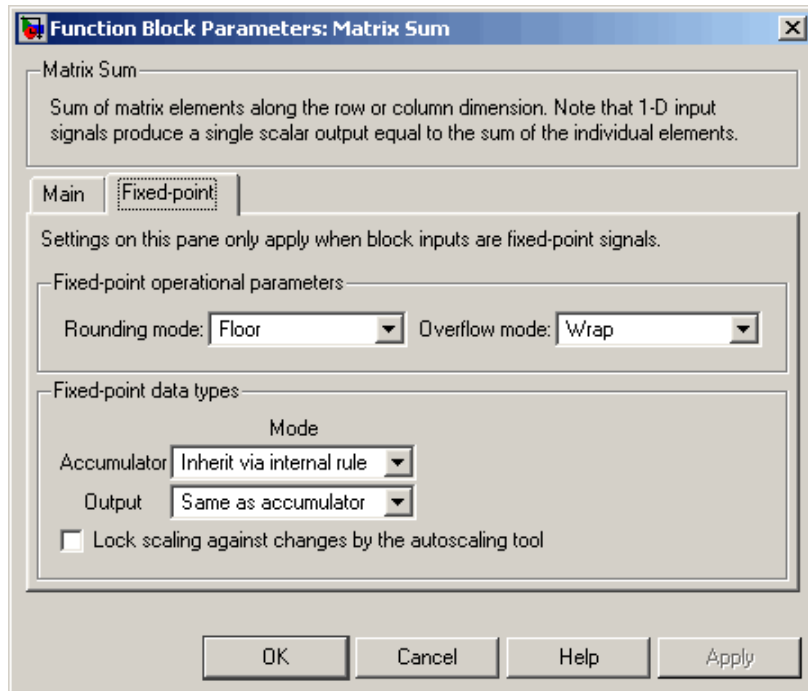 Function Block Parameters: Matrix Sum
Matrix Sum
Sum of matrix elements along the row or column dimension. Note that 1-D input
signals produce a single scalar output equal to the sum of the individual elements.
Main Fixed-point
Settings on this pane only apply when block inputs are fixed-point signals.
Fixed-point operational parameters
Rounding mode: Floor Overflow mode: Wrap
Fixed-point data types
Mode
Accumulator Inherit via internal rule
Output Same as accumulator
Lock scaling against changes by the autoscaling tool
OK Cancel Help Apply